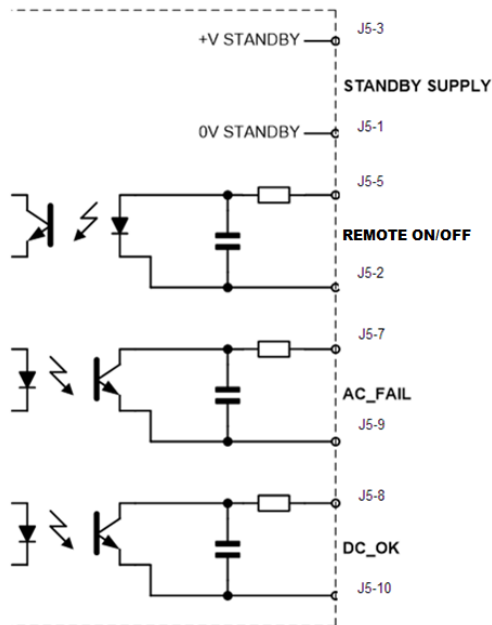 J5-3
+V STANDBY
STANDBY SUPPLY
0V STANDBY
J5-1
J5-5
REMOTE ON/OFF
J5-2
J5-7
AC_FAIL
J5-9
J5-8
DC_OK
J5-10